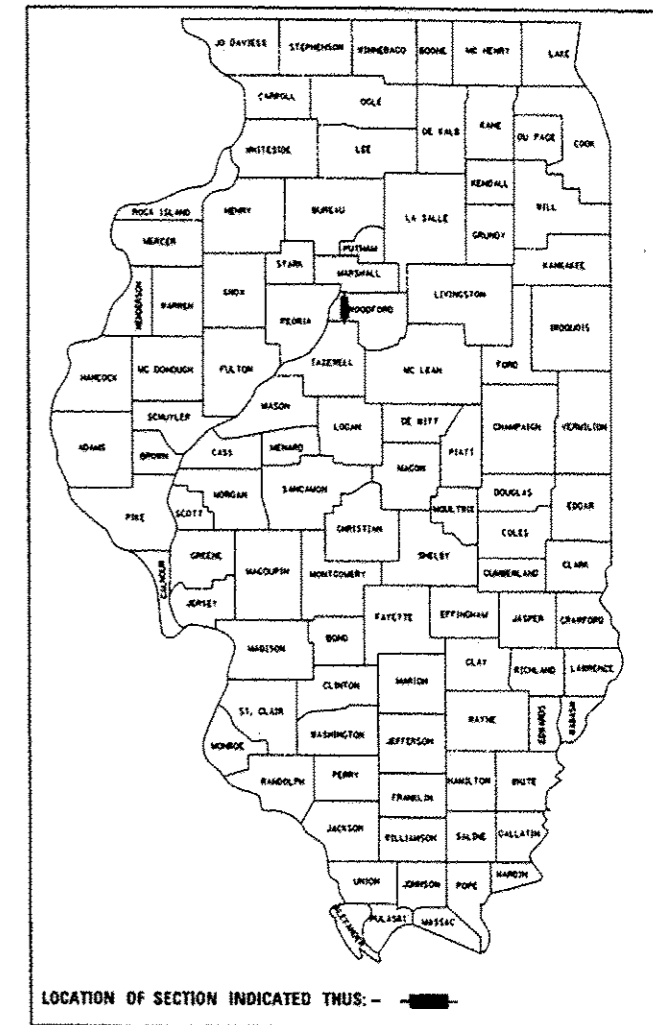 JO DAVIESS STEPHENSON WINNEBAGO BOONE MC HENRY LAKE
CARROLL OGLE DE KALB KANE DU PAGE COOK
WHITESIDE LEE KENDALL WILL
ROCK ISLAND HENRY BUREAU LA SALLE GRUNDY
MERCER PUTNAM KANKAKEE
STARK MARSHALL
HENDERSON WARREN KNOX PEORIA WOODFORD LIVINGSTON IROQUOIS
HANCOCK MC DONOUGH FULTON TAZEWELL MC LEAN FORD
SCHUYLER MASON LOGAN DE WITT CHAMPAIGN VERMILION
ADAMS BROWN CASS MENARD MACON PIATT
PIKE SCOTT MORGAN SANGAMON MOULTRIE DOUGLAS EDGAR
CHRISTIAN SHELBY COLES
GREENE MACOUPIN MONTGOMERY CUMBERLAND CLARK
CALHOUN JERSEY FAYETTE EFFINGHAM JASPER CRAWFORD
MADISON BOND CLAY RICHLAND LAWRENCE
CLINTON MARION
ST. CLAIR WASHINGTON JEFFERSON WAYNE EDWARDS WABASH
MONROE
RANDOLPH PERRY FRANKLIN HAMILTON WHITE
JACKSON WILLIAMSON SALINE GALLATIN
UNION JOHNSON POPE HARDIN
ALEXANDER PULASKI MASSAC
LOCATION OF SECTION INDICATED THUS: -